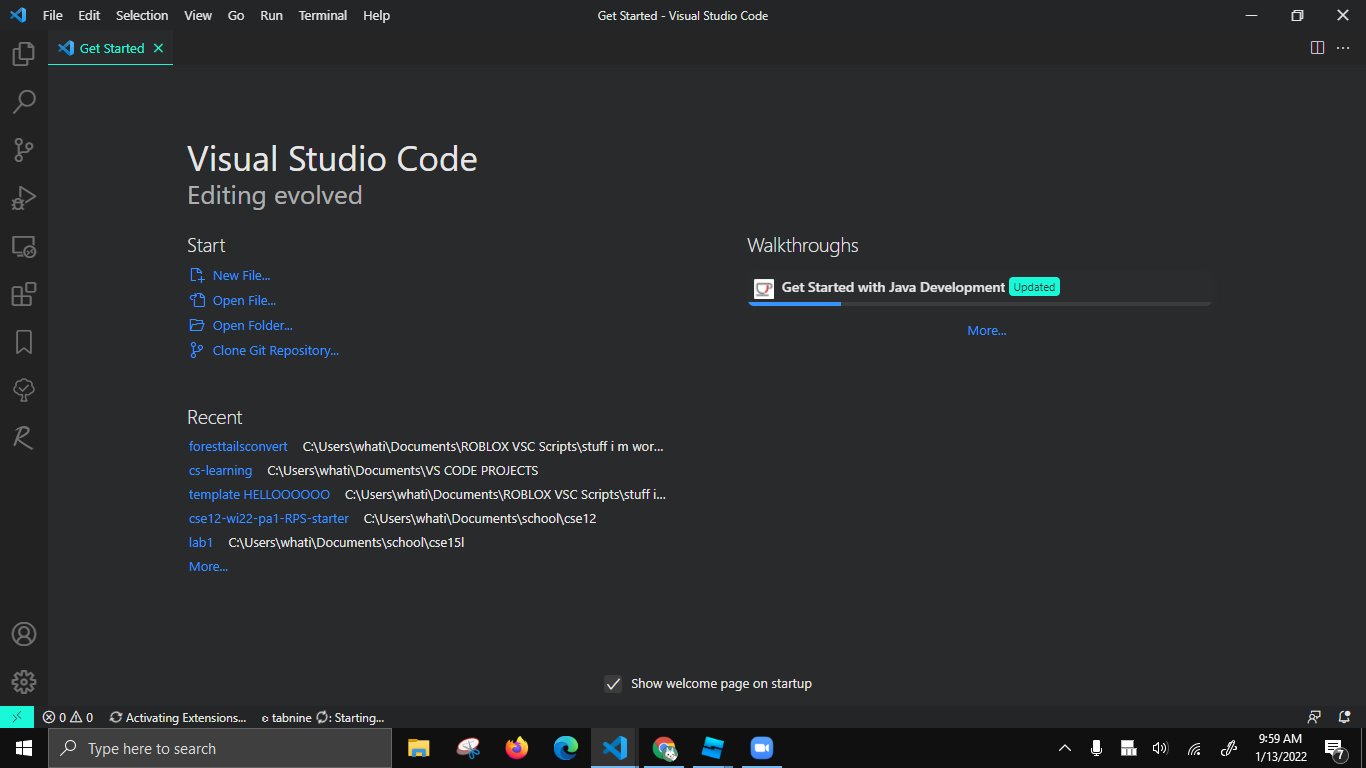 File Edit Selection View Go Run Terminal Help
Get Started - Visual Studio Code
Get Started
Visual Studio Code
Editing evolved
Start
New File...
Open File...
Open Folder...
Clone Git Repository...
Walkthroughs
Get Started with Java Development Updated
More...
Recent
foresttailsconvert C:\Users\whati\Documents\ROBLOX VSC Scripts\stuff i m wor...
cs-learning C:\Users\whati\Documents\VS CODE PROJECTS
template HELLOOOOOO C:\Users\whati\Documents\ROBLOX VSC Scripts\stuff i...
cse12-wi22-pa1-RPS-starter C:\Users\whati\Documents\school\cse12
lab1 C:\Users\whati\Documents\school\cse15l
More...
Show welcome page on startup
0 0 Activating Extensions... tabnine : Starting...
Type here to search
9:59 AM
1/13/2022
7